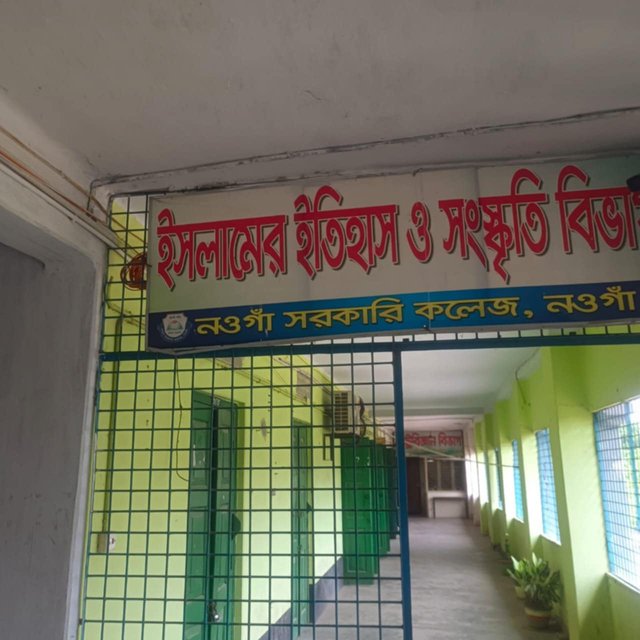 ইসলামের ইতিহাস ও সংস্কৃতি বিভাগ
নওগাঁ সরকারি কলেজ, নওগাঁ
বিভাগ